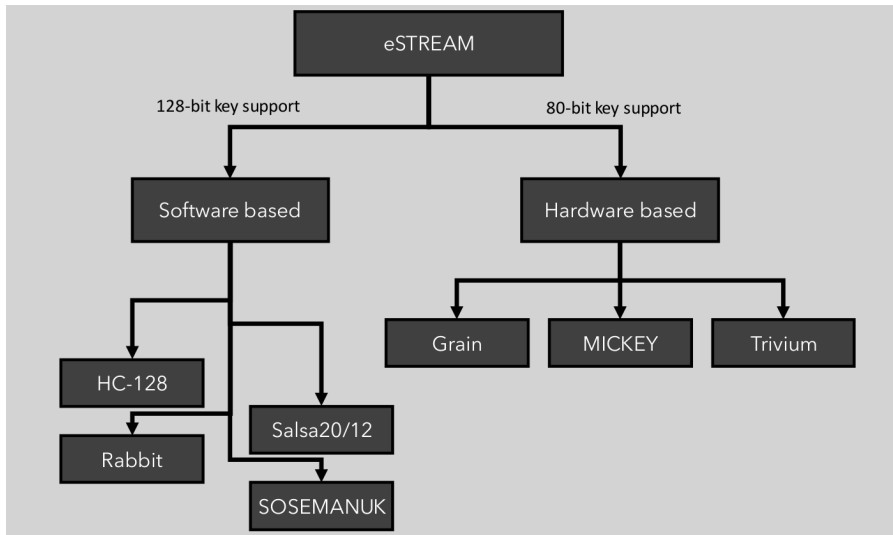 eSTREAM
128-bit key support
80-bit key support
Software based
Hardware based
Grain
MICKEY
Trivium
HC-128
Salsa20/12
Rabbit
SOSEMANUK